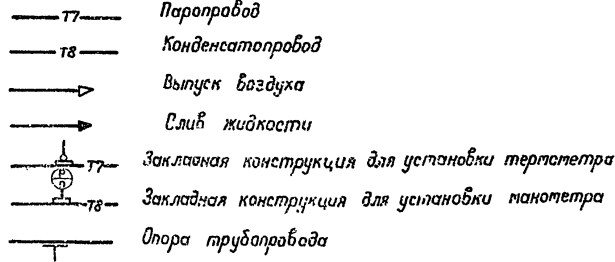 Т7 Паропровод
Т8 Конденсатопровод
Выпуск воздуха
Слив жидкости
Т7 Закладная конструкция для установки термометра
Т8 Закладная конструкция для установки манометра
Опора трубопровода